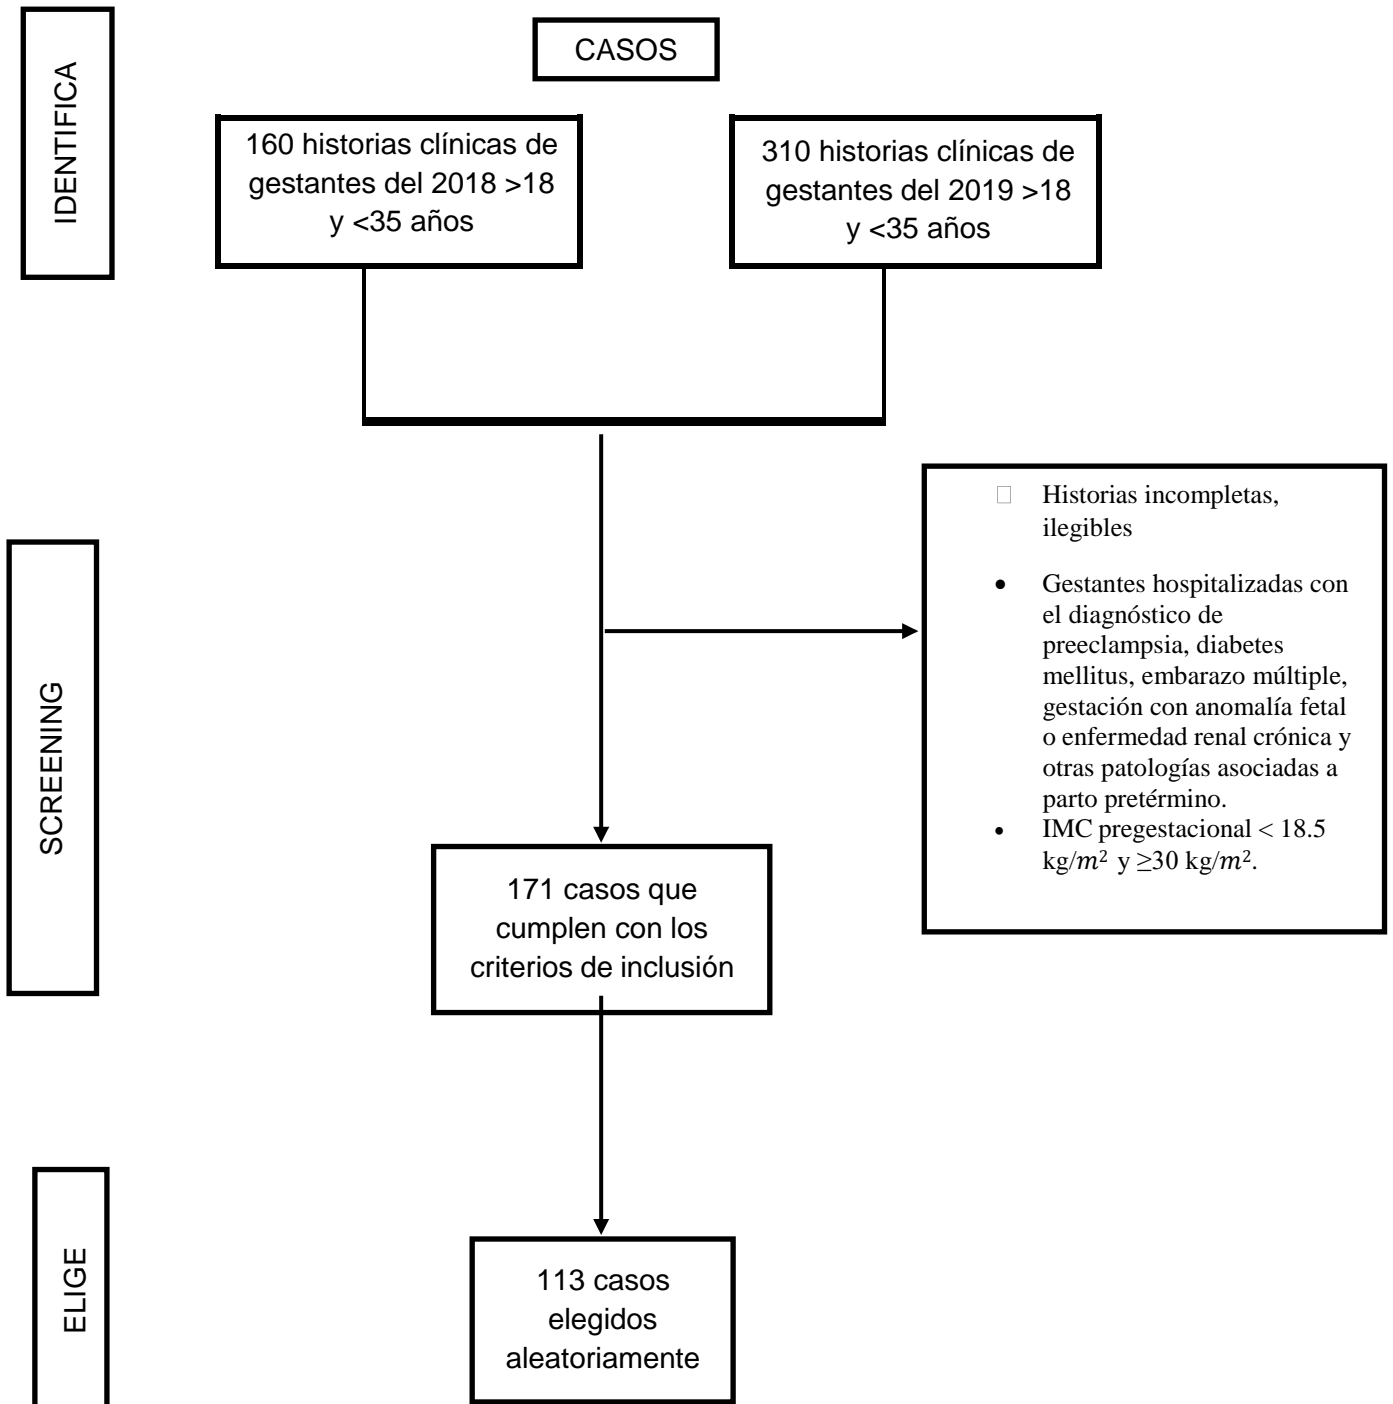 IDENTIFICA
CASOS
160 historias clínicas de
gestantes del 2018 >18
y <35 años
310 historias clínicas de
gestantes del 2019 >18
y <35 años
SCREENING
Historias incompletas,
ilegibles
• Gestantes hospitalizadas con
el diagnóstico de
preeclampsia, diabetes
mellitus, embarazo múltiple,
gestación con anomalía fetal
o enfermedad renal crónica y
otras patologías asociadas a
parto pretérmino.
• IMC pregestacional < 18.5
kg/m² y ≥30 kg/m².
171 casos que
cumplen con los
criterios de inclusión
ELIGE
113 casos
elegidos
aleatoriamente